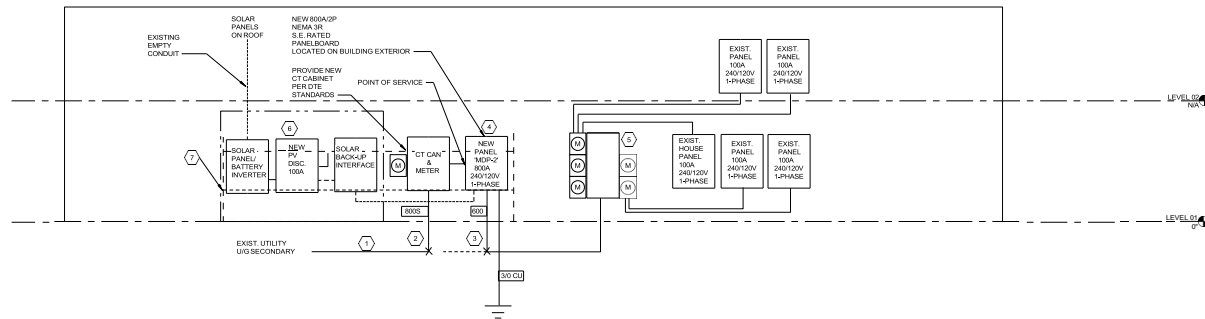 SOLAR
PANELS
ON ROOF
NEW 800A/2P
NEMA 3R
S.E. RATED
PANELBOARD
LOCATED ON BUILDING EXTERIOR
EXISTING
EMPTY
CONDUIT
PROVIDE NEW
CT CABINET
PER DTE
STANDARDS
POINT OF SERVICE
EXIST.
PANEL
100A
240/120V
1-PHASE
EXIST.
PANEL
100A
240/120V
1-PHASE
LEVEL 02
N/A
6
4
5
7
SOLAR
PANEL/
BATTERY
INVERTER
NEW
PV
DISC.
100A
SOLAR
BACK-UP
INTERFACE
M
CT CAN
&
METER
NEW
PANEL
'MDP-2'
800A
240/120V
1-PHASE
M
M
M
M
M
EXIST.
HOUSE
PANEL
100A
240/120V
1-PHASE
EXIST.
PANEL
100A
240/120V
1-PHASE
EXIST.
PANEL
100A
240/120V
1-PHASE
800S
600
LEVEL 01
0"
EXIST. UTILITY
U/G SECONDARY
1
2
3
3/0 CU